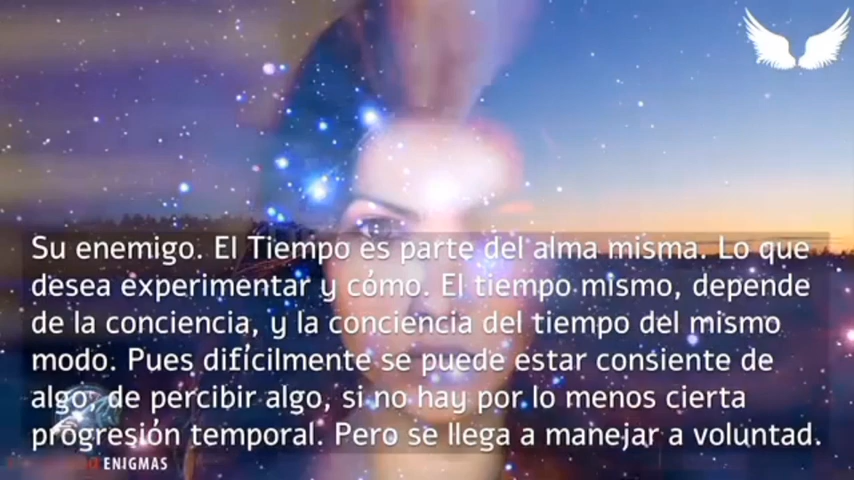 Su enemigo. El Tiempo es parte del alma misma. Lo que
desea experimentar y cómo. El tiempo mismo, depende
de la conciencia, y la conciencia del tiempo del mismo
modo. Pues difícilmente se puede estar consiente de
algo, de percibir algo, si no hay por lo menos cierta
progresión temporal. Pero se llega a manejar a voluntad.
ENIGMAS